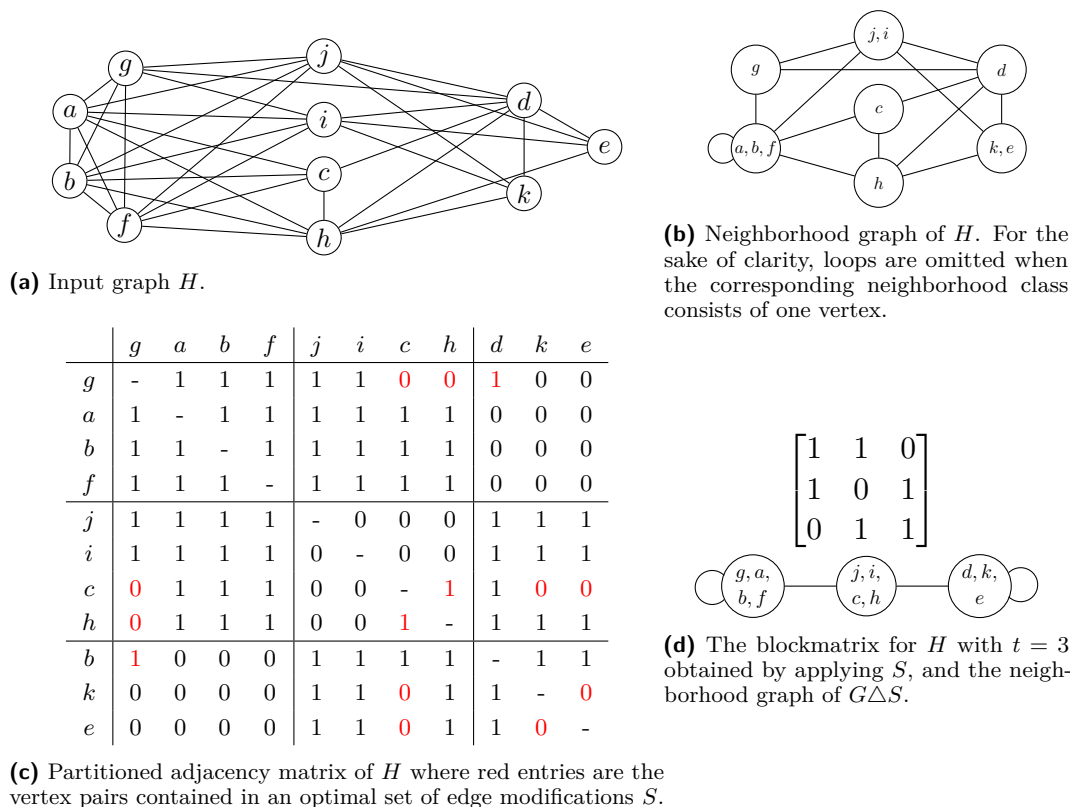 g
j
a
i
d
e
b
c
k
f
h
(a) Input graph H.
j, i
g
d
c
a, b, f
k, e
h
(b) Neighborhood graph of H. For the
sake of clarity, loops are omitted when
the corresponding neighborhood class
consists of one vertex.
g a b f j i c h d k e
g - 1 1 1 1 1 0 0 1 0 0
a 1 - 1 1 1 1 1 1 0 0 0
b 1 1 - 1 1 1 1 1 0 0 0
f 1 1 1 - 1 1 1 1 0 0 0
j 1 1 1 1 - 0 0 0 1 1 1
i 1 1 1 1 0 - 0 0 1 1 1
c 0 1 1 1 0 0 - 1 1 0 0
h 0 1 1 1 0 0 1 - 1 1 1
b 1 0 0 0 1 1 1 1 - 1 1
k 0 0 0 0 1 1 0 1 1 - 0
e 0 0 0 0 1 1 0 1 1 0 -
(c) Partitioned adjacency matrix of H where red entries are the
vertex pairs contained in an optimal set of edge modifications S.
1 1 0
1 0 1
0 1 1
g, a,
b, f
j, i,
c, h
d, k,
e
(d) The blockmatrix for H with t = 3
obtained by applying S, and the neigh-
borhood graph of G△S.